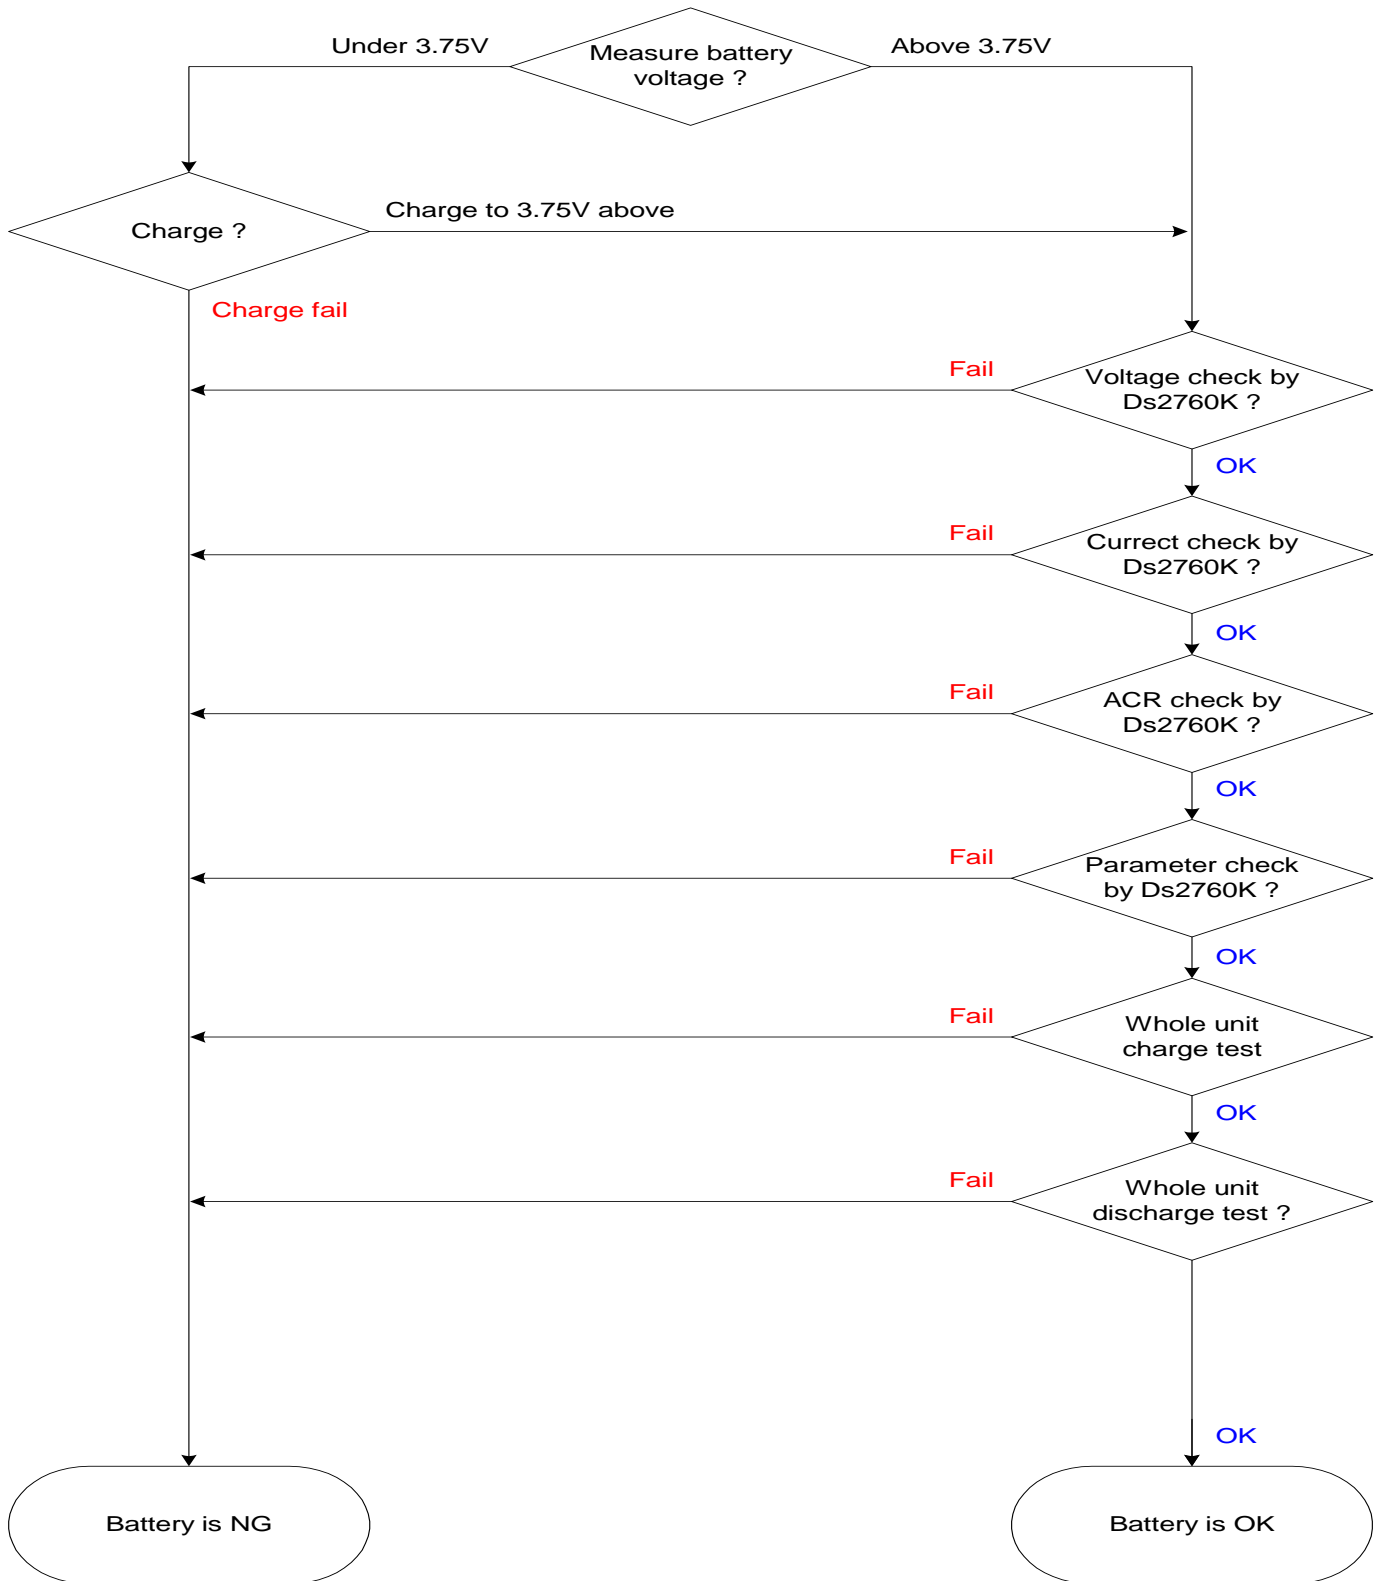 Under 3.75V
Measure battery
voltage ?
Above 3.75V
Charge ?
Charge to 3.75V above
Charge fail
Fail
Voltage check by
Ds2760K ?
OK
Fail
Currect check by
Ds2760K ?
OK
Fail
ACR check by
Ds2760K ?
OK
Fail
Parameter check
by Ds2760K ?
OK
Fail
Whole unit
charge test
OK
Fail
Whole unit
discharge test ?
OK
Battery is NG
Battery is OK